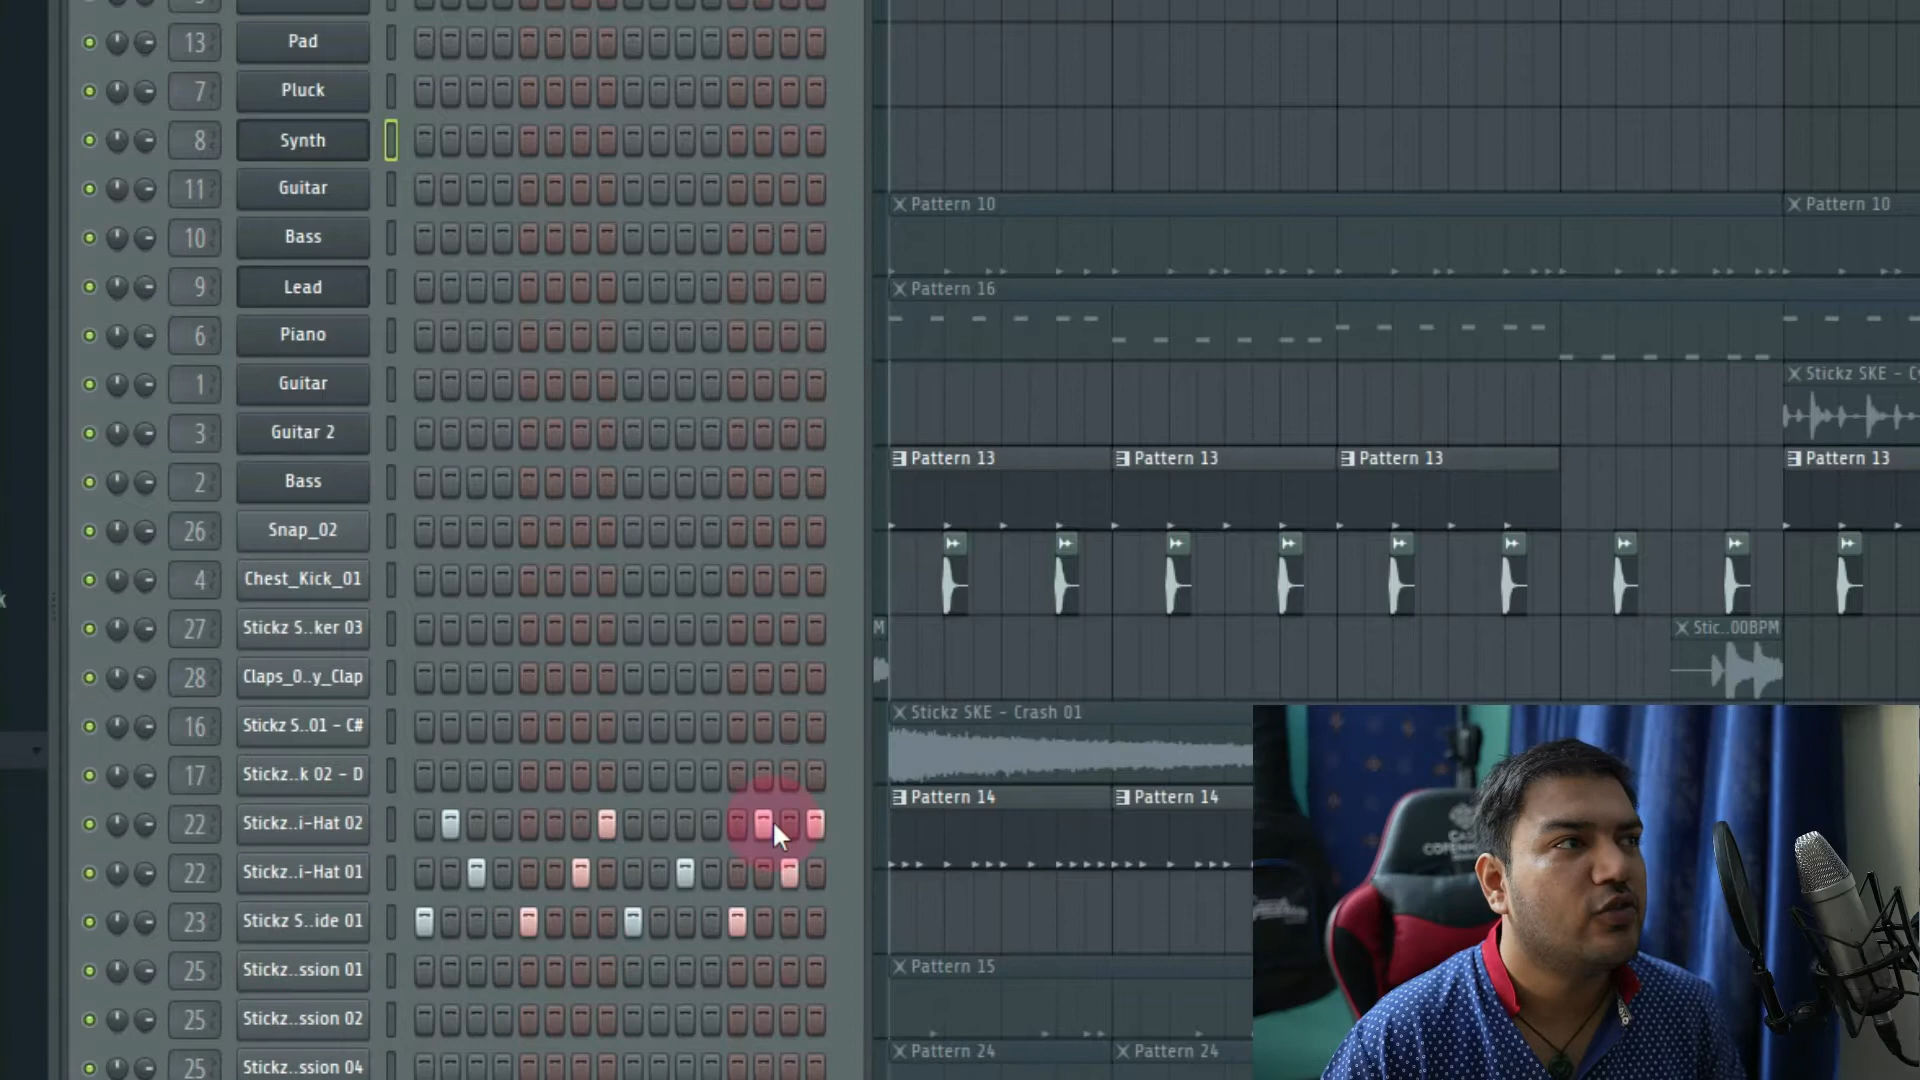 13 Pad
7 Pluck
8 Synth
11 Guitar
Pattern 10 Pattern 10
10 Bass
9 Lead
Pattern 16
6 Piano
1 Guitar
Stickz SKE - C
3 Guitar 2
Pattern 13 Pattern 13 Pattern 13 Pattern 13
2 Bass
26 Snap_02
4 Chest_Kick_01
27 Stickz S..ker 03
M Stic..00BPM
28 Claps_0..y_Clap
16 Stickz S..01 - C#
Stickz SKE - Crash 01
17 Stickz..k 02 - D
22 Stickz..i-Hat 02
Pattern 14 Pattern 14
22 Stickz..i-Hat 01
23 Stickz S..ide 01
25 Stickz..ssion 01
Pattern 15
25 Stickz..ssion 02
Pattern 24 Pattern 24
25 Stickz..ssion 04